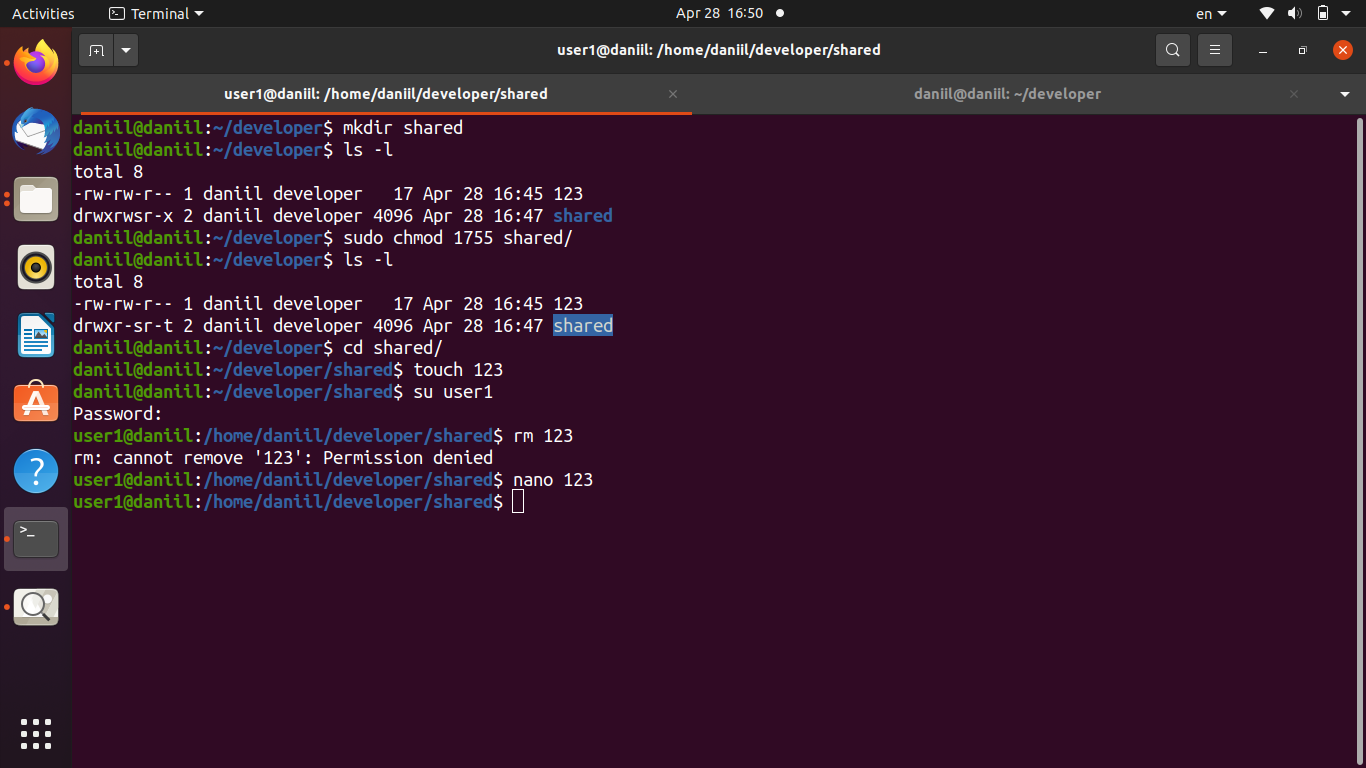 Activities Terminal Apr 28 16:50 en
user1@daniil: /home/daniil/developer/shared
user1@daniil: /home/daniil/developer/shared daniil@daniil: ~/developer
daniil@daniil:~/developer$ mkdir shared
daniil@daniil:~/developer$ ls -l
total 8
-rw-rw-r-- 1 daniil developer   17 Apr 28 16:45 123
drwxrwsr-x 2 daniil developer 4096 Apr 28 16:47 shared
daniil@daniil:~/developer$ sudo chmod 1755 shared/
daniil@daniil:~/developer$ ls -l
total 8
-rw-rw-r-- 1 daniil developer   17 Apr 28 16:45 123
drwxr-sr-t 2 daniil developer 4096 Apr 28 16:47 shared
daniil@daniil:~/developer$ cd shared/
daniil@daniil:~/developer/shared$ touch 123
daniil@daniil:~/developer/shared$ su user1
Password:
user1@daniil:/home/daniil/developer/shared$ rm 123
rm: cannot remove '123': Permission denied
user1@daniil:/home/daniil/developer/shared$ nano 123
user1@daniil:/home/daniil/developer/shared$